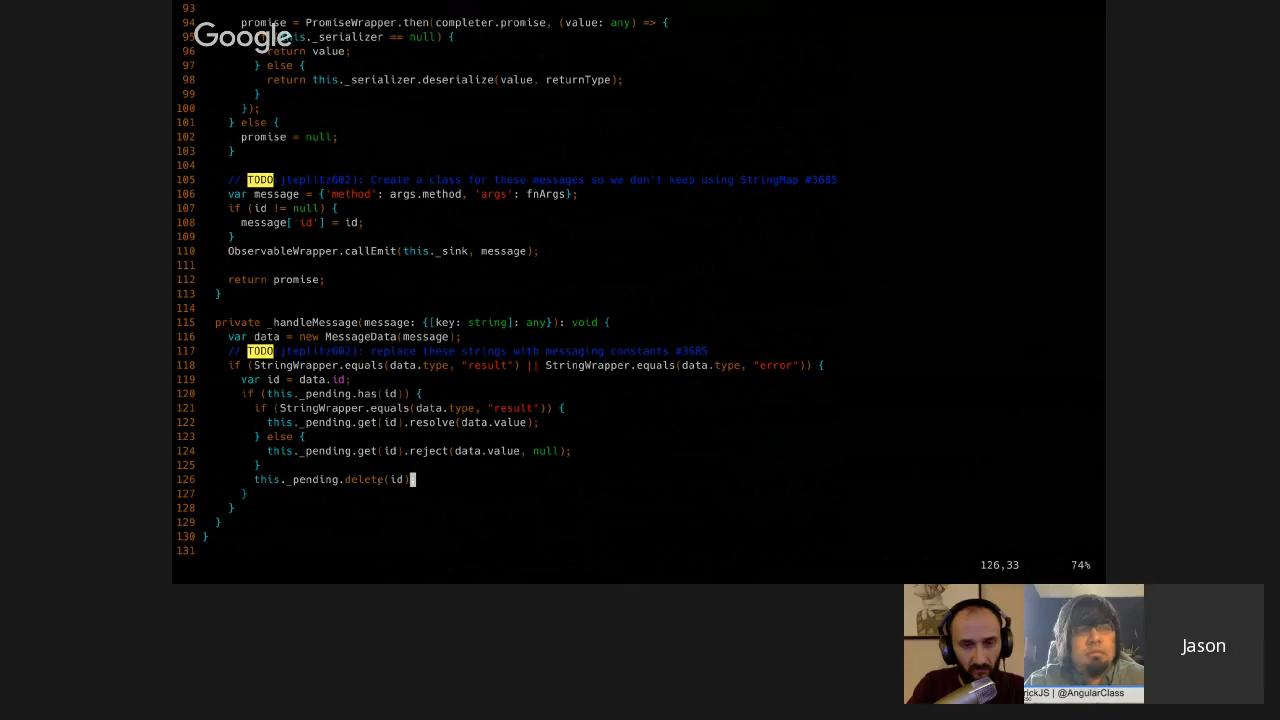 93
94 promise = PromiseWrapper.then(completer.promise, (value: any) => {
Google
95 this._serializer == null) {
96 return value;
97 } else {
98 return this._serializer.deserialize(value, returnType);
99 }
100 });
101 } else {
102 promise = null;
103 }
104
105 // TODO(jteplitz602): Create a class for these messages so we don't keep using StringMap #3685
106 var message = {'method': args.method, 'args': fnArgs};
107 if (id != null) {
108 message['id'] = id;
109 }
110 ObservableWrapper.callEmit(this._sink, message);
111
112 return promise;
113 }
114
115 private _handleMessage(message: {[key: string]: any}): void {
116 var data = new MessageData(message);
117 // TODO(jteplitz602): replace these strings with messaging constants #3685
118 if (StringWrapper.equals(data.type, "result") || StringWrapper.equals(data.type, "error")) {
119 var id = data.id;
120 if (this._pending.has(id)) {
121 if (StringWrapper.equals(data.type, "result")) {
122 this._pending.get(id).resolve(data.value);
123 } else {
124 this._pending.get(id).reject(data.value, null);
125 }
126 this._pending.delete(id);
127 }
128 }
129 }
130 }
131
126,33 74%
Jason
rickJS | @AngularClass